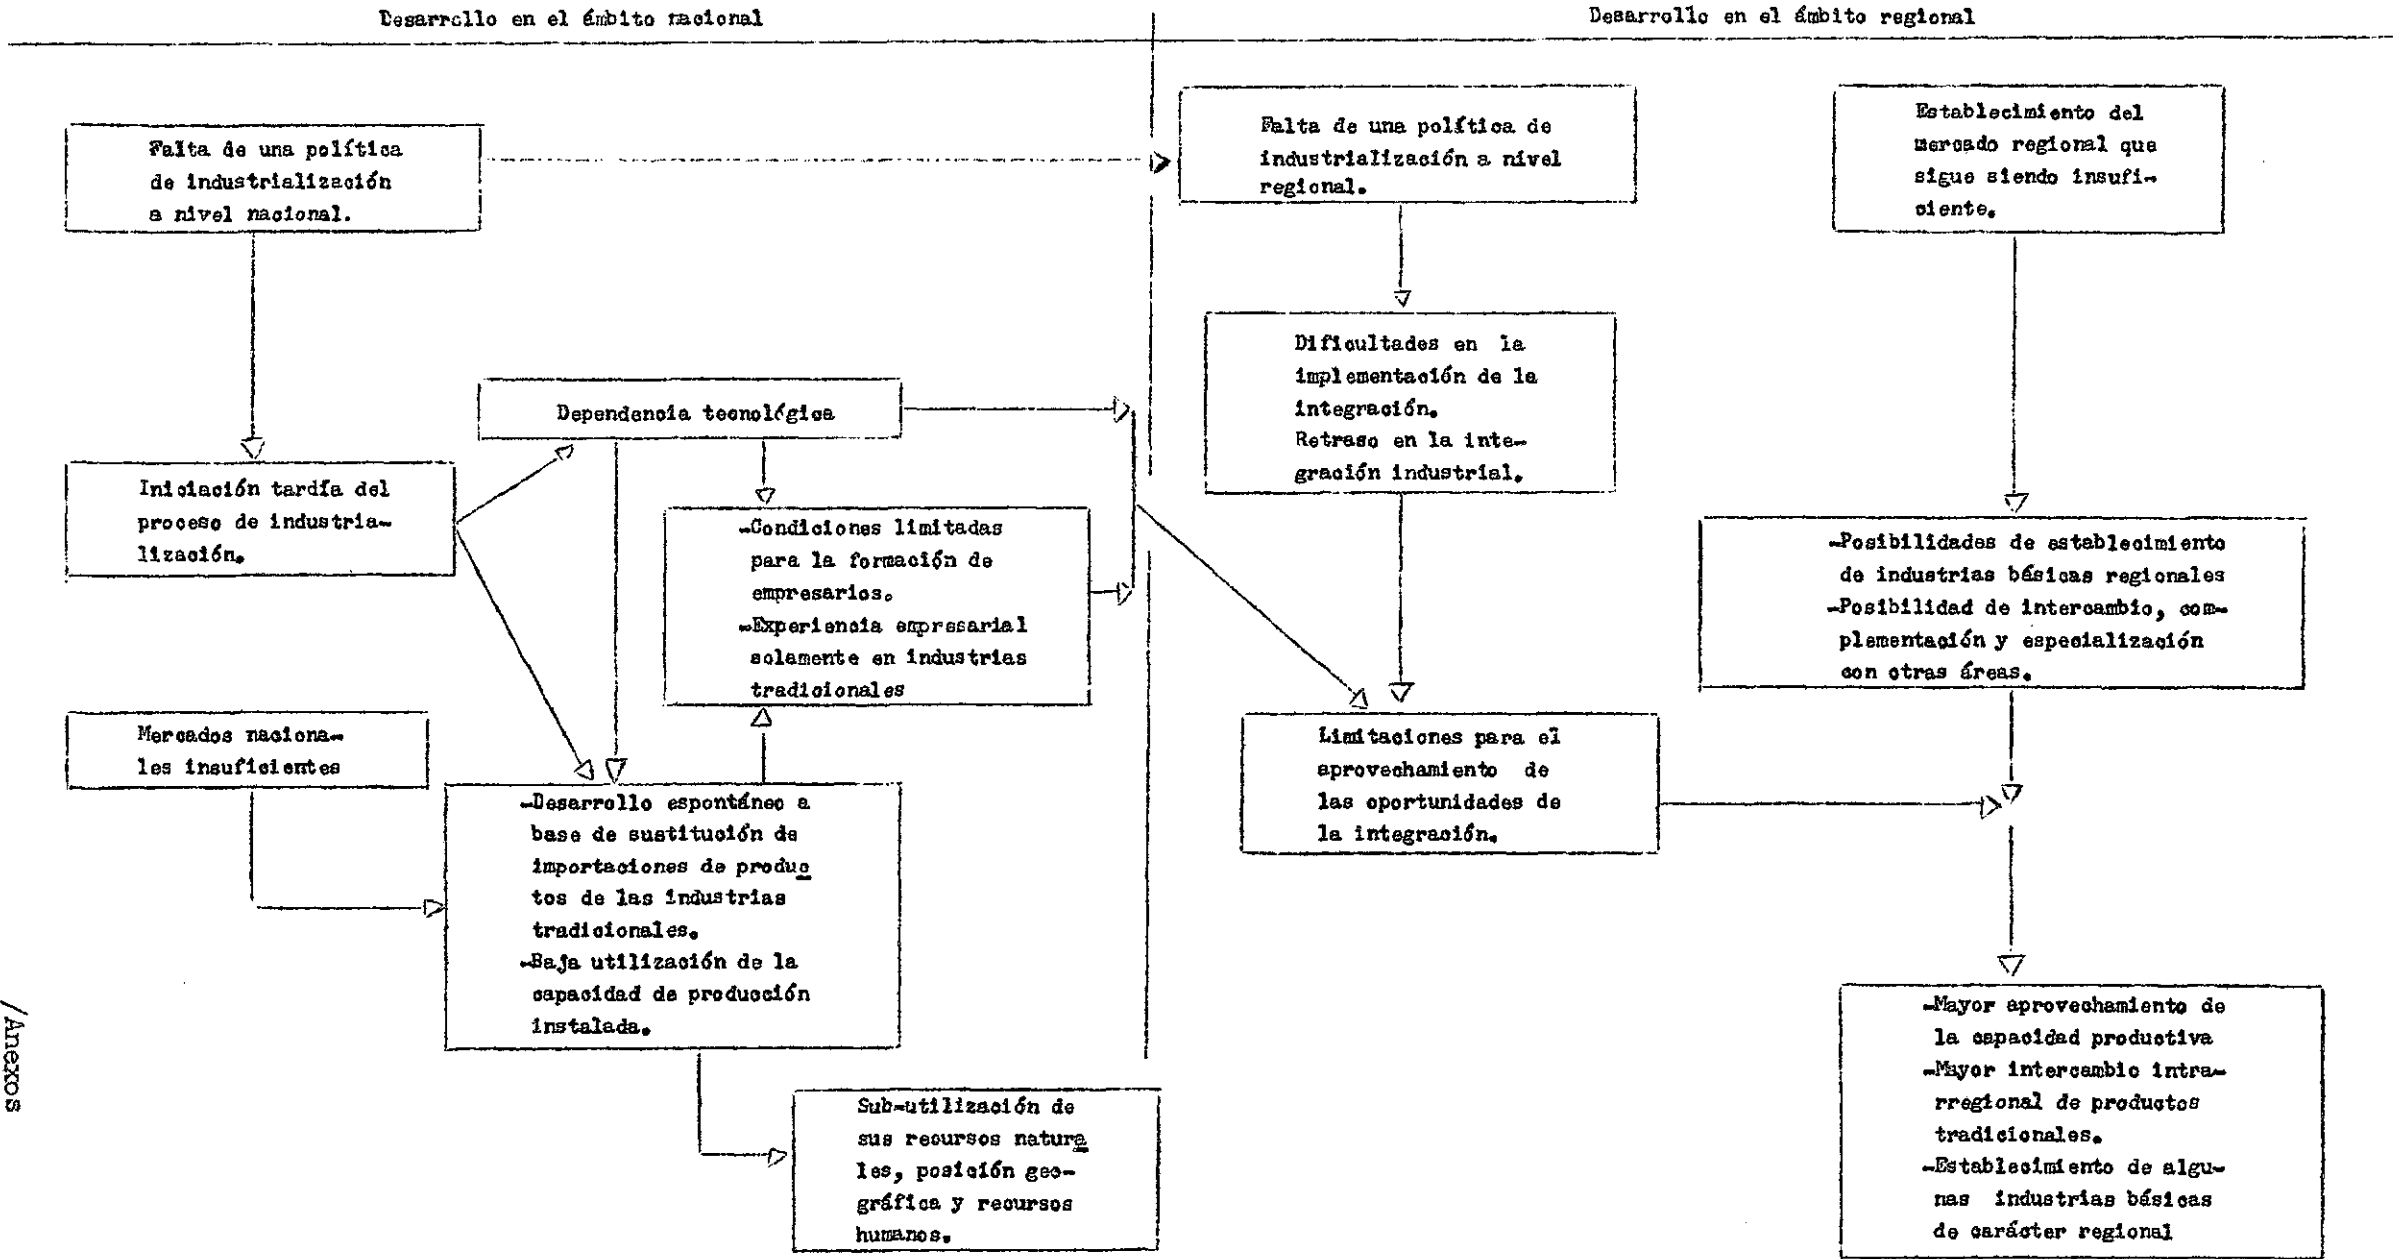 Desarrollo en el ámbito nacional
Desarrollo en el ámbito regional
Falta de una política
de industrialización
a nivel nacional.
Falta de una política de
industrialización a nivel
regional.
Establecimiento del
mercado regional que
sigue siendo insufi-
ciente.
Dificultades en la
implementación de la
integración.
Retraso en la inte-
gración industrial.
Dependencia tecnológica
Iniciación tardía del
proceso de industria-
lización.
-Condiciones limitadas
para la formación de
empresarios.
-Experiencia empresarial
solamente en industrias
tradicionales
-Posibilidades de establecimiento
de industrias básicas regionales
-Posibilidad de intercambio, com-
plementación y especialización
con otras áreas.
Mercados naciona-
les insuficientes
Limitaciones para el
aprovechamiento de
las oportunidades de
la integración.
-Desarrollo espontáneo a
base de sustitución de
importaciones de produc
tos de las industrias
tradicionales.
-Baja utilización de la
capacidad de producción
instalada.
Sub-utilización de
sus recursos natura
les, posición geo-
gráfica y recursos
humanos.
-Mayor aprovechamiento de
la capacidad productiva
-Mayor intercambio intra-
rregional de productos
tradicionales.
-Establecimiento de algu-
nas industrias básicas
de carácter regional
/Anexos